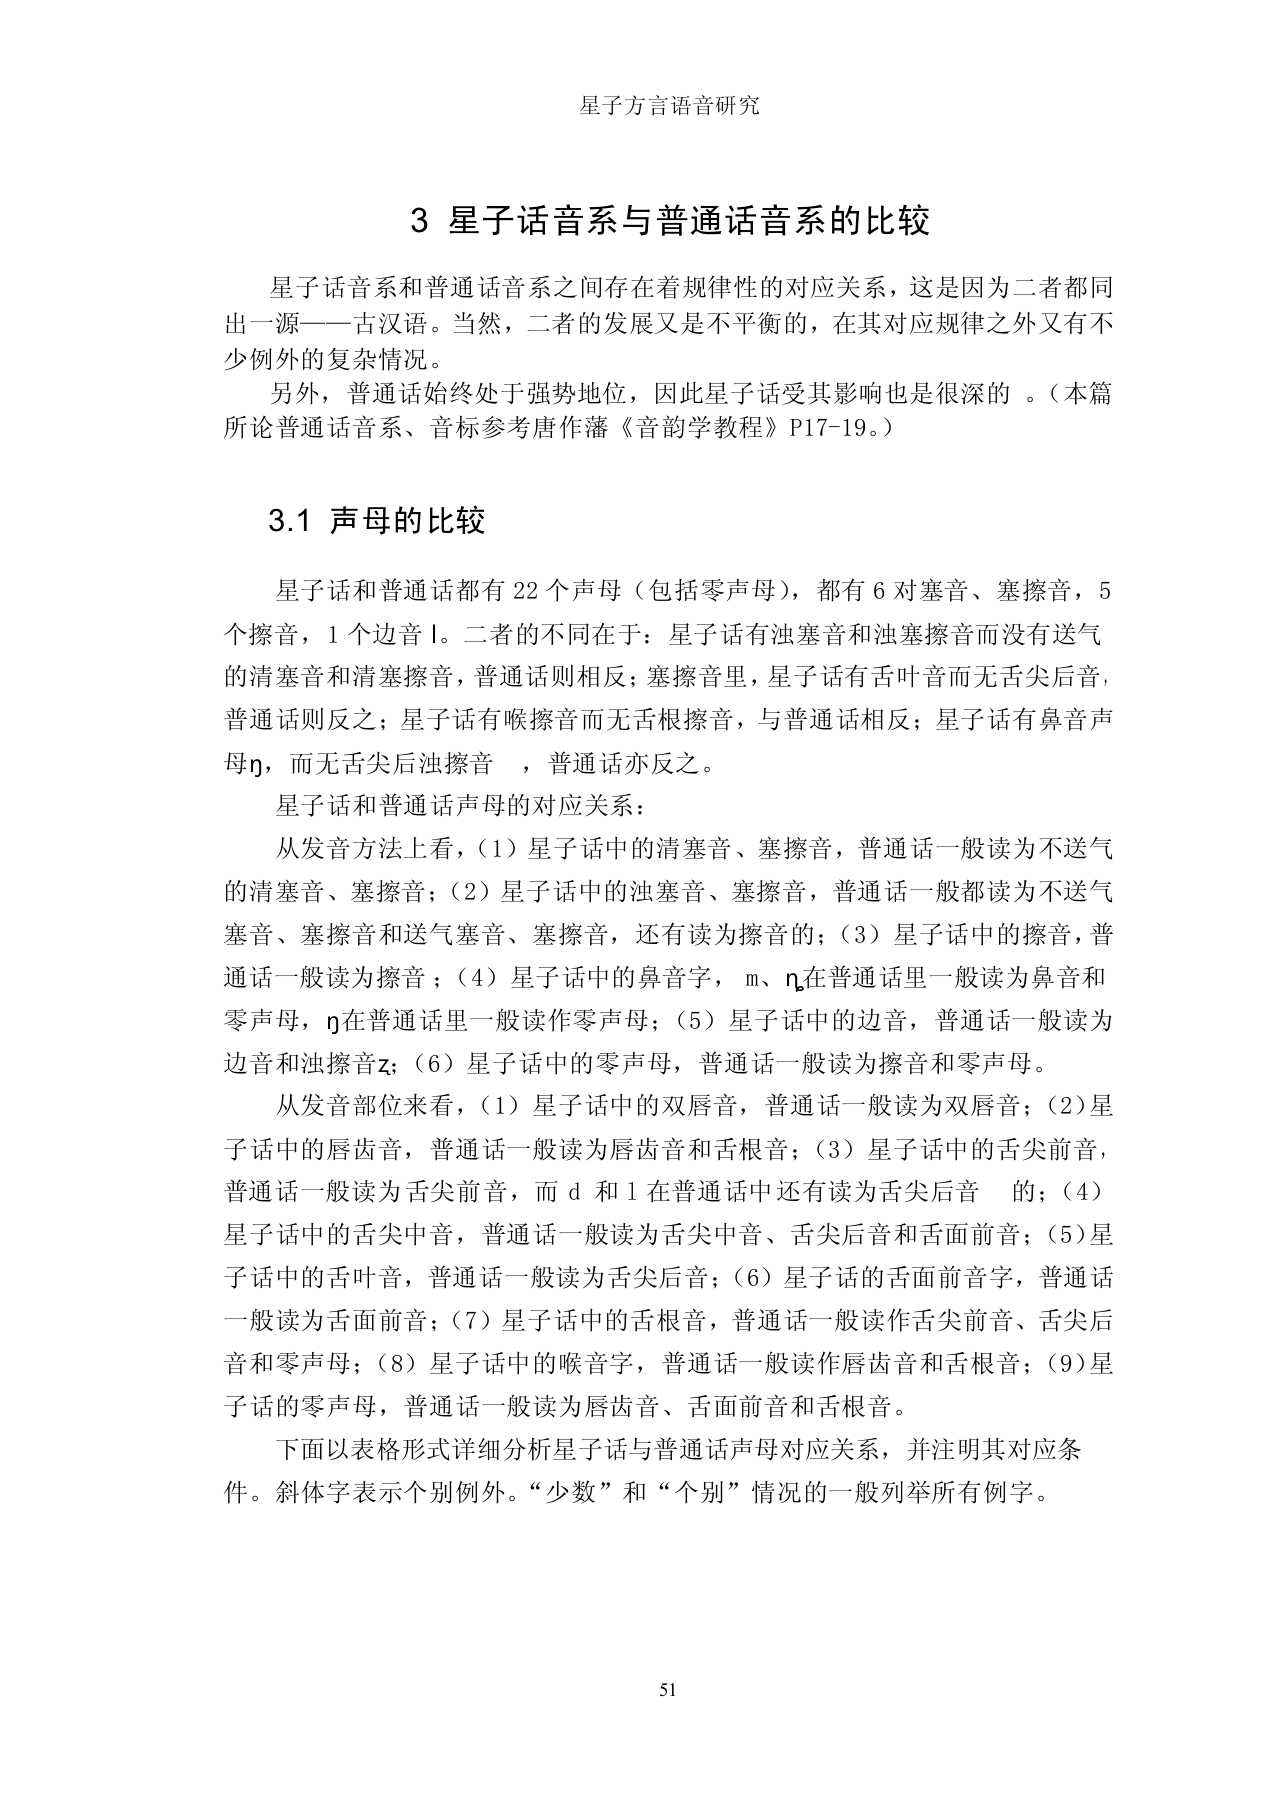 星子方言语音研究
3 星子话音系与普通话音系的比较
星子话音系和普通话音系之间存在着规律性的对应关系，这是因为二者都同
出一源——古汉语。当然，二者的发展又是不平衡的，在其对应规律之外又有不
少例外的复杂情况。
另外，普通话始终处于强势地位，因此星子话受其影响也是很深的 。（本篇
所论普通话音系、音标参考唐作藩《音韵学教程》P17-19。）
3.1 声母的比较
星子话和普通话都有 22 个声母（包括零声母），都有 6 对塞音、塞擦音，5
个擦音，1 个边音 l。二者的不同在于：星子话有浊塞音和浊塞擦音而没有送气
的清塞音和清塞擦音，普通话则相反；塞擦音里，星子话有舌叶音而无舌尖后音，
普通话则反之；星子话有喉擦音而无舌根擦音，与普通话相反；星子话有鼻音声
母ŋ，而无舌尖后浊擦音 ，普通话亦反之。
星子话和普通话声母的对应关系：
从发音方法上看，（1）星子话中的清塞音、塞擦音，普通话一般读为不送气
的清塞音、塞擦音；（2）星子话中的浊塞音、塞擦音，普通话一般都读为不送气
塞音、塞擦音和送气塞音、塞擦音，还有读为擦音的；（3）星子话中的擦音，普
通话一般读为擦音；（4）星子话中的鼻音字， m、ȵ在普通话里一般读为鼻音和
零声母，ŋ在普通话里一般读作零声母；（5）星子话中的边音，普通话一般读为
边音和浊擦音ʐ；（6）星子话中的零声母，普通话一般读为擦音和零声母。
从发音部位来看，（1）星子话中的双唇音，普通话一般读为双唇音；（2）星
子话中的唇齿音，普通话一般读为唇齿音和舌根音；（3）星子话中的舌尖前音，
普通话一般读为舌尖前音，而 d 和 l 在普通话中还有读为舌尖后音 的；（4）
星子话中的舌尖中音，普通话一般读为舌尖中音、舌尖后音和舌面前音；（5）星
子话中的舌叶音，普通话一般读为舌尖后音；（6）星子话的舌面前音字，普通话
一般读为舌面前音；（7）星子话中的舌根音，普通话一般读作舌尖前音、舌尖后
音和零声母；（8）星子话中的喉音字，普通话一般读作唇齿音和舌根音；（9）星
子话的零声母，普通话一般读为唇齿音、舌面前音和舌根音。
下面以表格形式详细分析星子话与普通话声母对应关系，并注明其对应条
件。斜体字表示个别例外。“少数”和“个别”情况的一般列举所有例字。
51